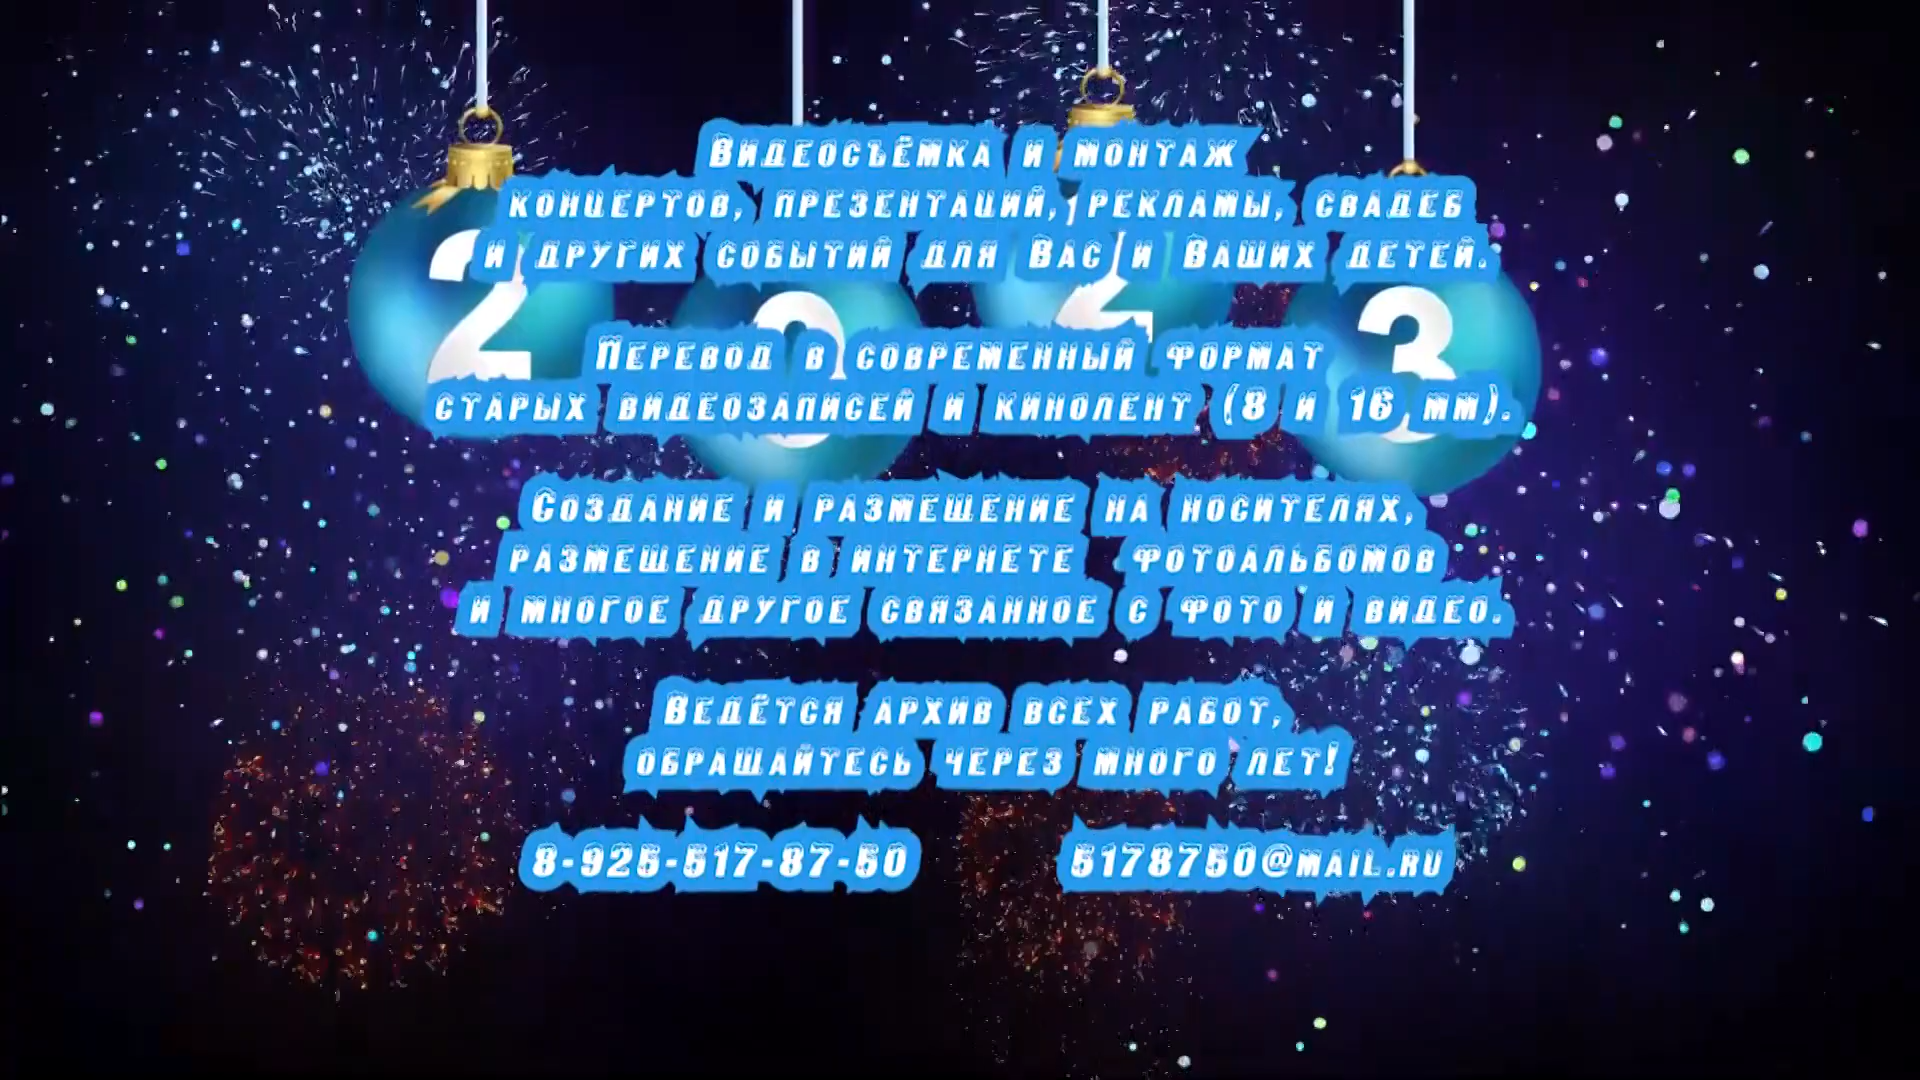 2023
Видеосъёмка и монтаж
концертов, презентаций, рекламы, свадеб
и других событий для Вас и Ваших детей.
Перевод в современный формат
старых видеозаписей и кинолент (8 и 16 мм).
Создание и размещение на носителях,
размещение в интернете фотоальбомов
и многое другое связанное с фото и видео.
Ведётся архив всех работ,
обращайтесь через много лет!
8-925-517-87-50
5178750@mail.ru